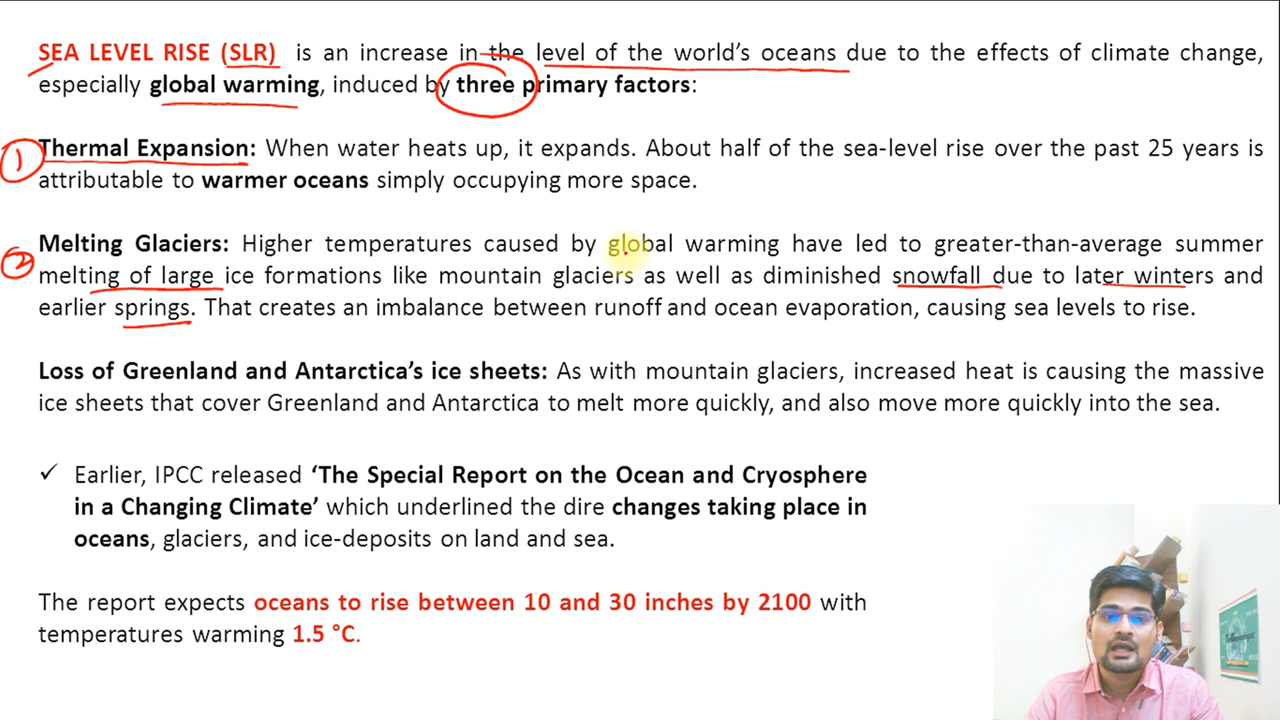 SEA LEVEL RISE (SLR) is an increase in the level of the world’s oceans due to the effects of climate change,
especially global warming, induced by three primary factors:
1 Thermal Expansion: When water heats up, it expands. About half of the sea-level rise over the past 25 years is
attributable to warmer oceans simply occupying more space.
2 Melting Glaciers: Higher temperatures caused by global warming have led to greater-than-average summer
melting of large ice formations like mountain glaciers as well as diminished snowfall due to later winters and
earlier springs. That creates an imbalance between runoff and ocean evaporation, causing sea levels to rise.
Loss of Greenland and Antarctica’s ice sheets: As with mountain glaciers, increased heat is causing the massive
ice sheets that cover Greenland and Antarctica to melt more quickly, and also move more quickly into the sea.
✓ Earlier, IPCC released ‘The Special Report on the Ocean and Cryosphere
in a Changing Climate’ which underlined the dire changes taking place in
oceans, glaciers, and ice-deposits on land and sea.
The report expects oceans to rise between 10 and 30 inches by 2100 with
temperatures warming 1.5 °C.